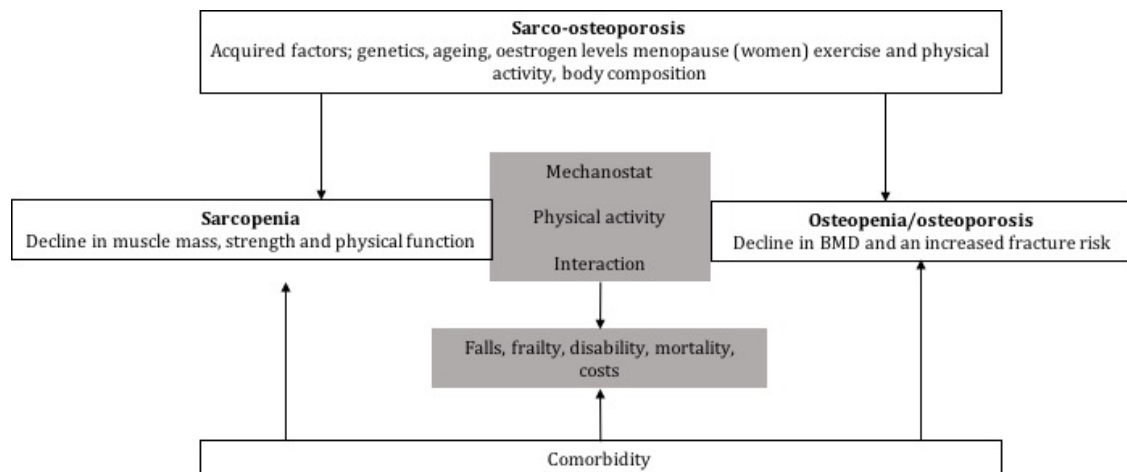 Sarco-osteoporosis
Acquired factors; genetics, ageing, oestrogen levels menopause (women) exercise and physical
activity, body composition
Mechanostat
Physical activity
Interaction
Sarcopenia
Decline in muscle mass, strength and physical function
Osteopenia/osteoporosis
Decline in BMD and an increased fracture risk
Falls, frailty, disability, mortality,
costs
Comorbidity